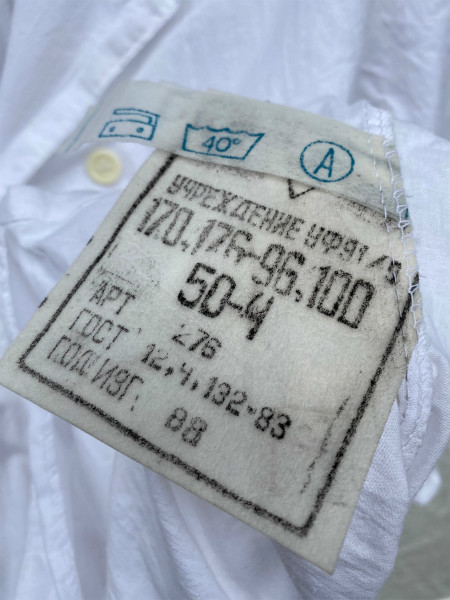 40°
A
УЧРЕЖДЕНИЕ УФ91/5
170,176-96,100
50-4
АРТ 276
ГОСТ 12,4,132-83
ГОД ИЗГ. 88